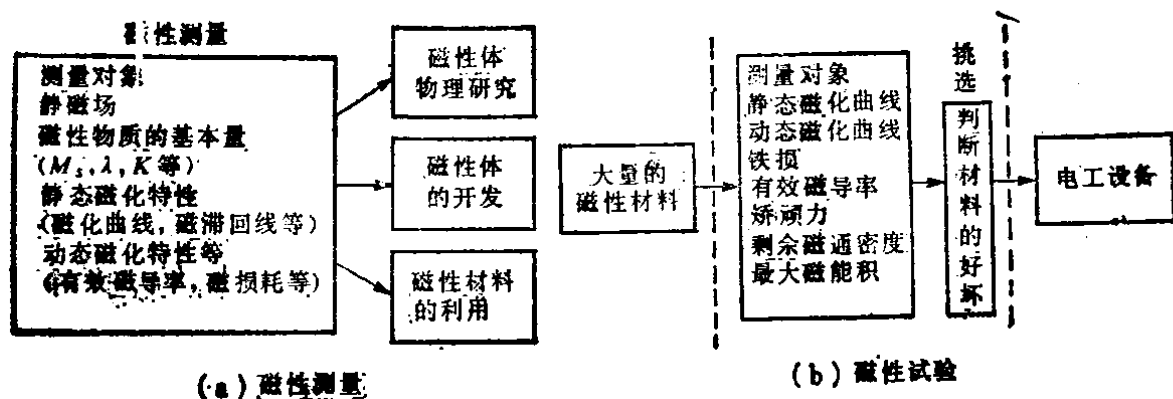 磁性测量
测量对象
静磁场
磁性物质的基本量
(Ms,λ,K等)
静态磁化特性
(磁化曲线,磁滞回线等)
动态磁化特性等
(有效磁导率,磁损耗等)
磁性体
物理研究
磁性体
的开发
磁性材料
的利用
(a)磁性测量
大量的
磁性材料
测量对象
静态磁化曲线
动态磁化曲线
铁损
有效磁导率
矫顽力
剩余磁通密度
最大磁能积
挑选
判断材料的好坏
电工设备
(b)磁性试验